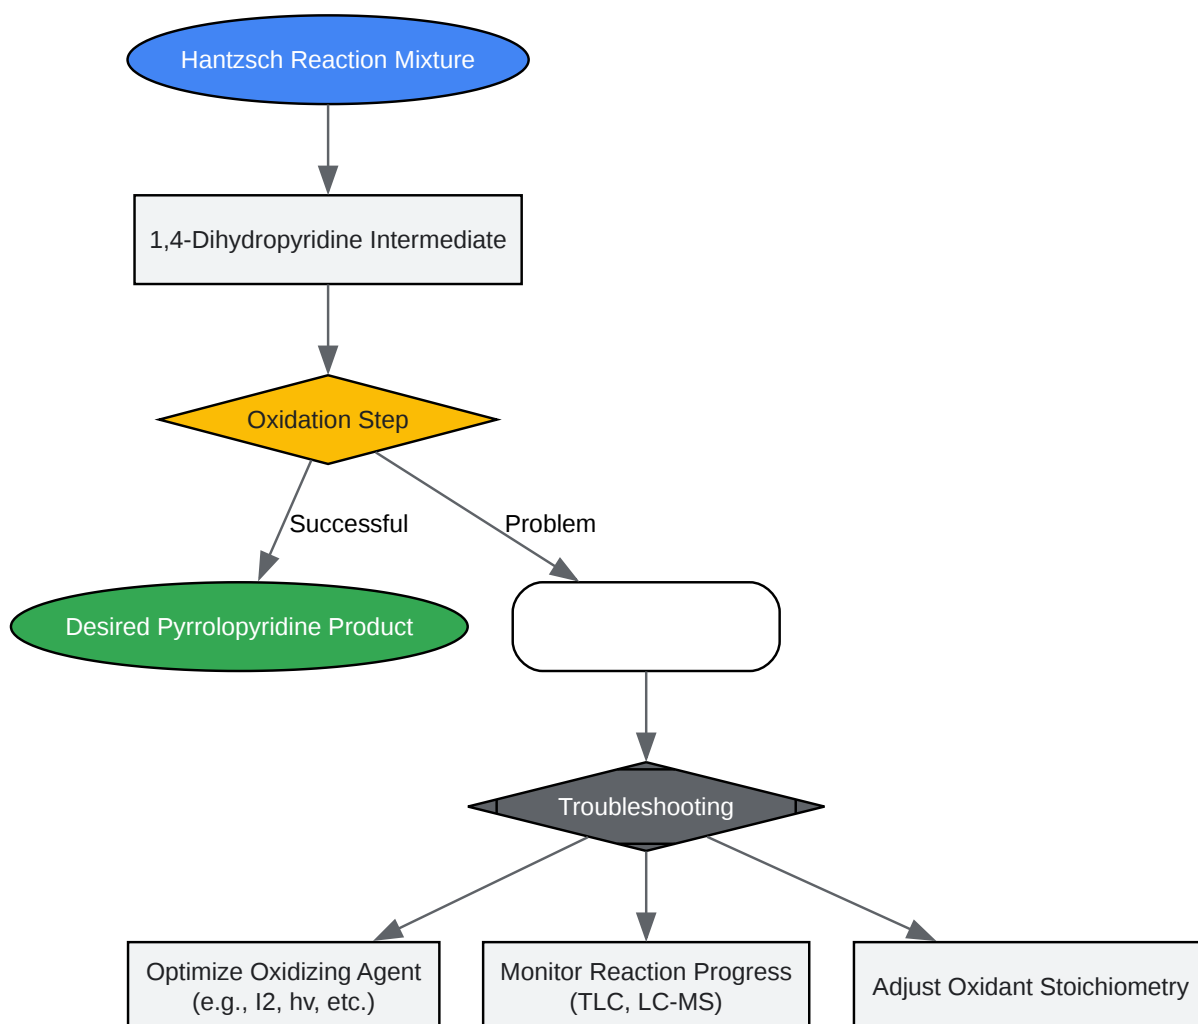 Hantzsch Reaction Mixture
1,4-Dihydropyridine Intermediate
Oxidation Step
Successful
Problem
Desired Pyrrolopyridine Product
Troubleshooting
Optimize Oxidizing Agent
(e.g., I2, hv, etc.)
Monitor Reaction Progress
(TLC, LC-MS)
Adjust Oxidant Stoichiometry